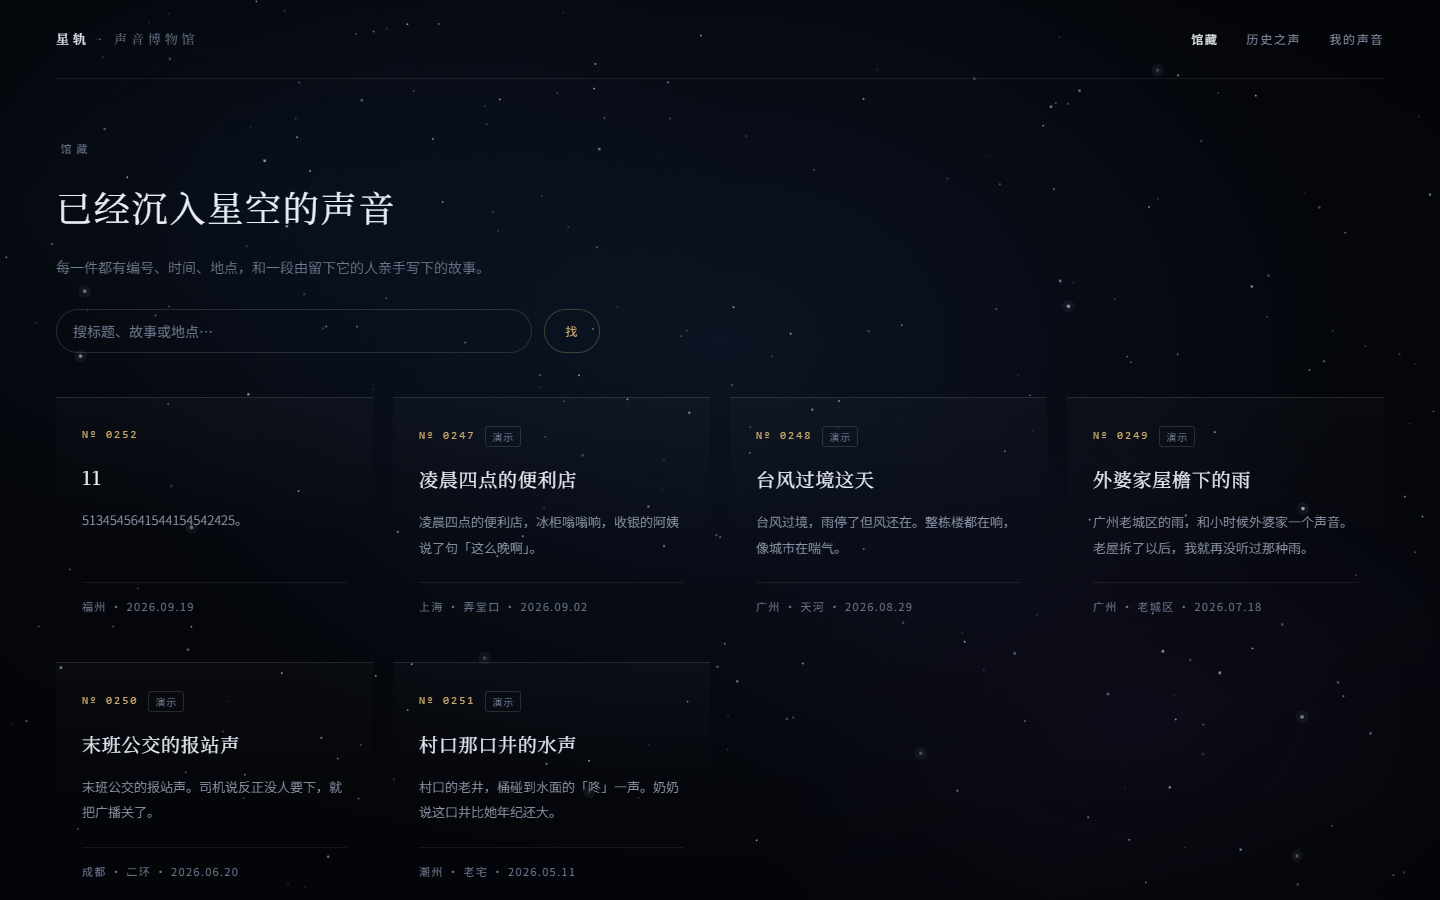 星轨 · 声音博物馆
馆藏 历史之声 我的声音
馆藏
已经沉入星空的声音
每一件都有编号、时间、地点，和一段由留下它的人亲手写下的故事。
搜标题、故事或地点…
找
Nº 0252
11
5134545641544154542425。
福州 · 2026.09.19
Nº 0247 演示
凌晨四点的便利店
凌晨四点的便利店，冰柜嗡嗡响，收银的阿姨
说了句「这么晚啊」。
上海 · 弄堂口 · 2026.09.02
Nº 0248 演示
台风过境这天
台风过境，雨停了但风还在。整栋楼都在响，
像城市在喘气。
广州 · 天河 · 2026.08.29
Nº 0249 演示
外婆家屋檐下的雨
广州老城区的雨，和小时候外婆家一个声音。
老屋拆了以后，我就再没听过那种雨。
广州 · 老城区 · 2026.07.18
Nº 0250 演示
末班公交的报站声
末班公交的报站声。司机说反正没人要下，就
把广播关了。
成都 · 二环 · 2026.06.20
Nº 0251 演示
村口那口井的水声
村口的老井，桶碰到水面的「咚」一声。奶奶
说这口井比她年纪还大。
潮州 · 老宅 · 2026.05.11